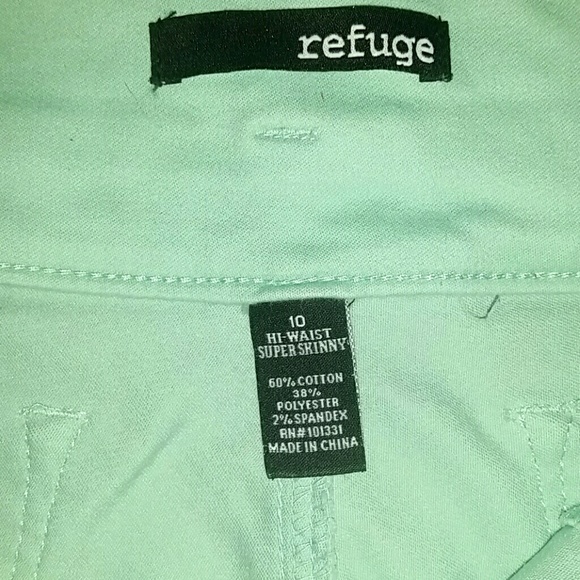 refuge
10
HI-WAIST
SUPER SKINNY
60% COTTON
38%
POLYESTER
2% SPANDEX
RN#101331
MADE IN CHINA